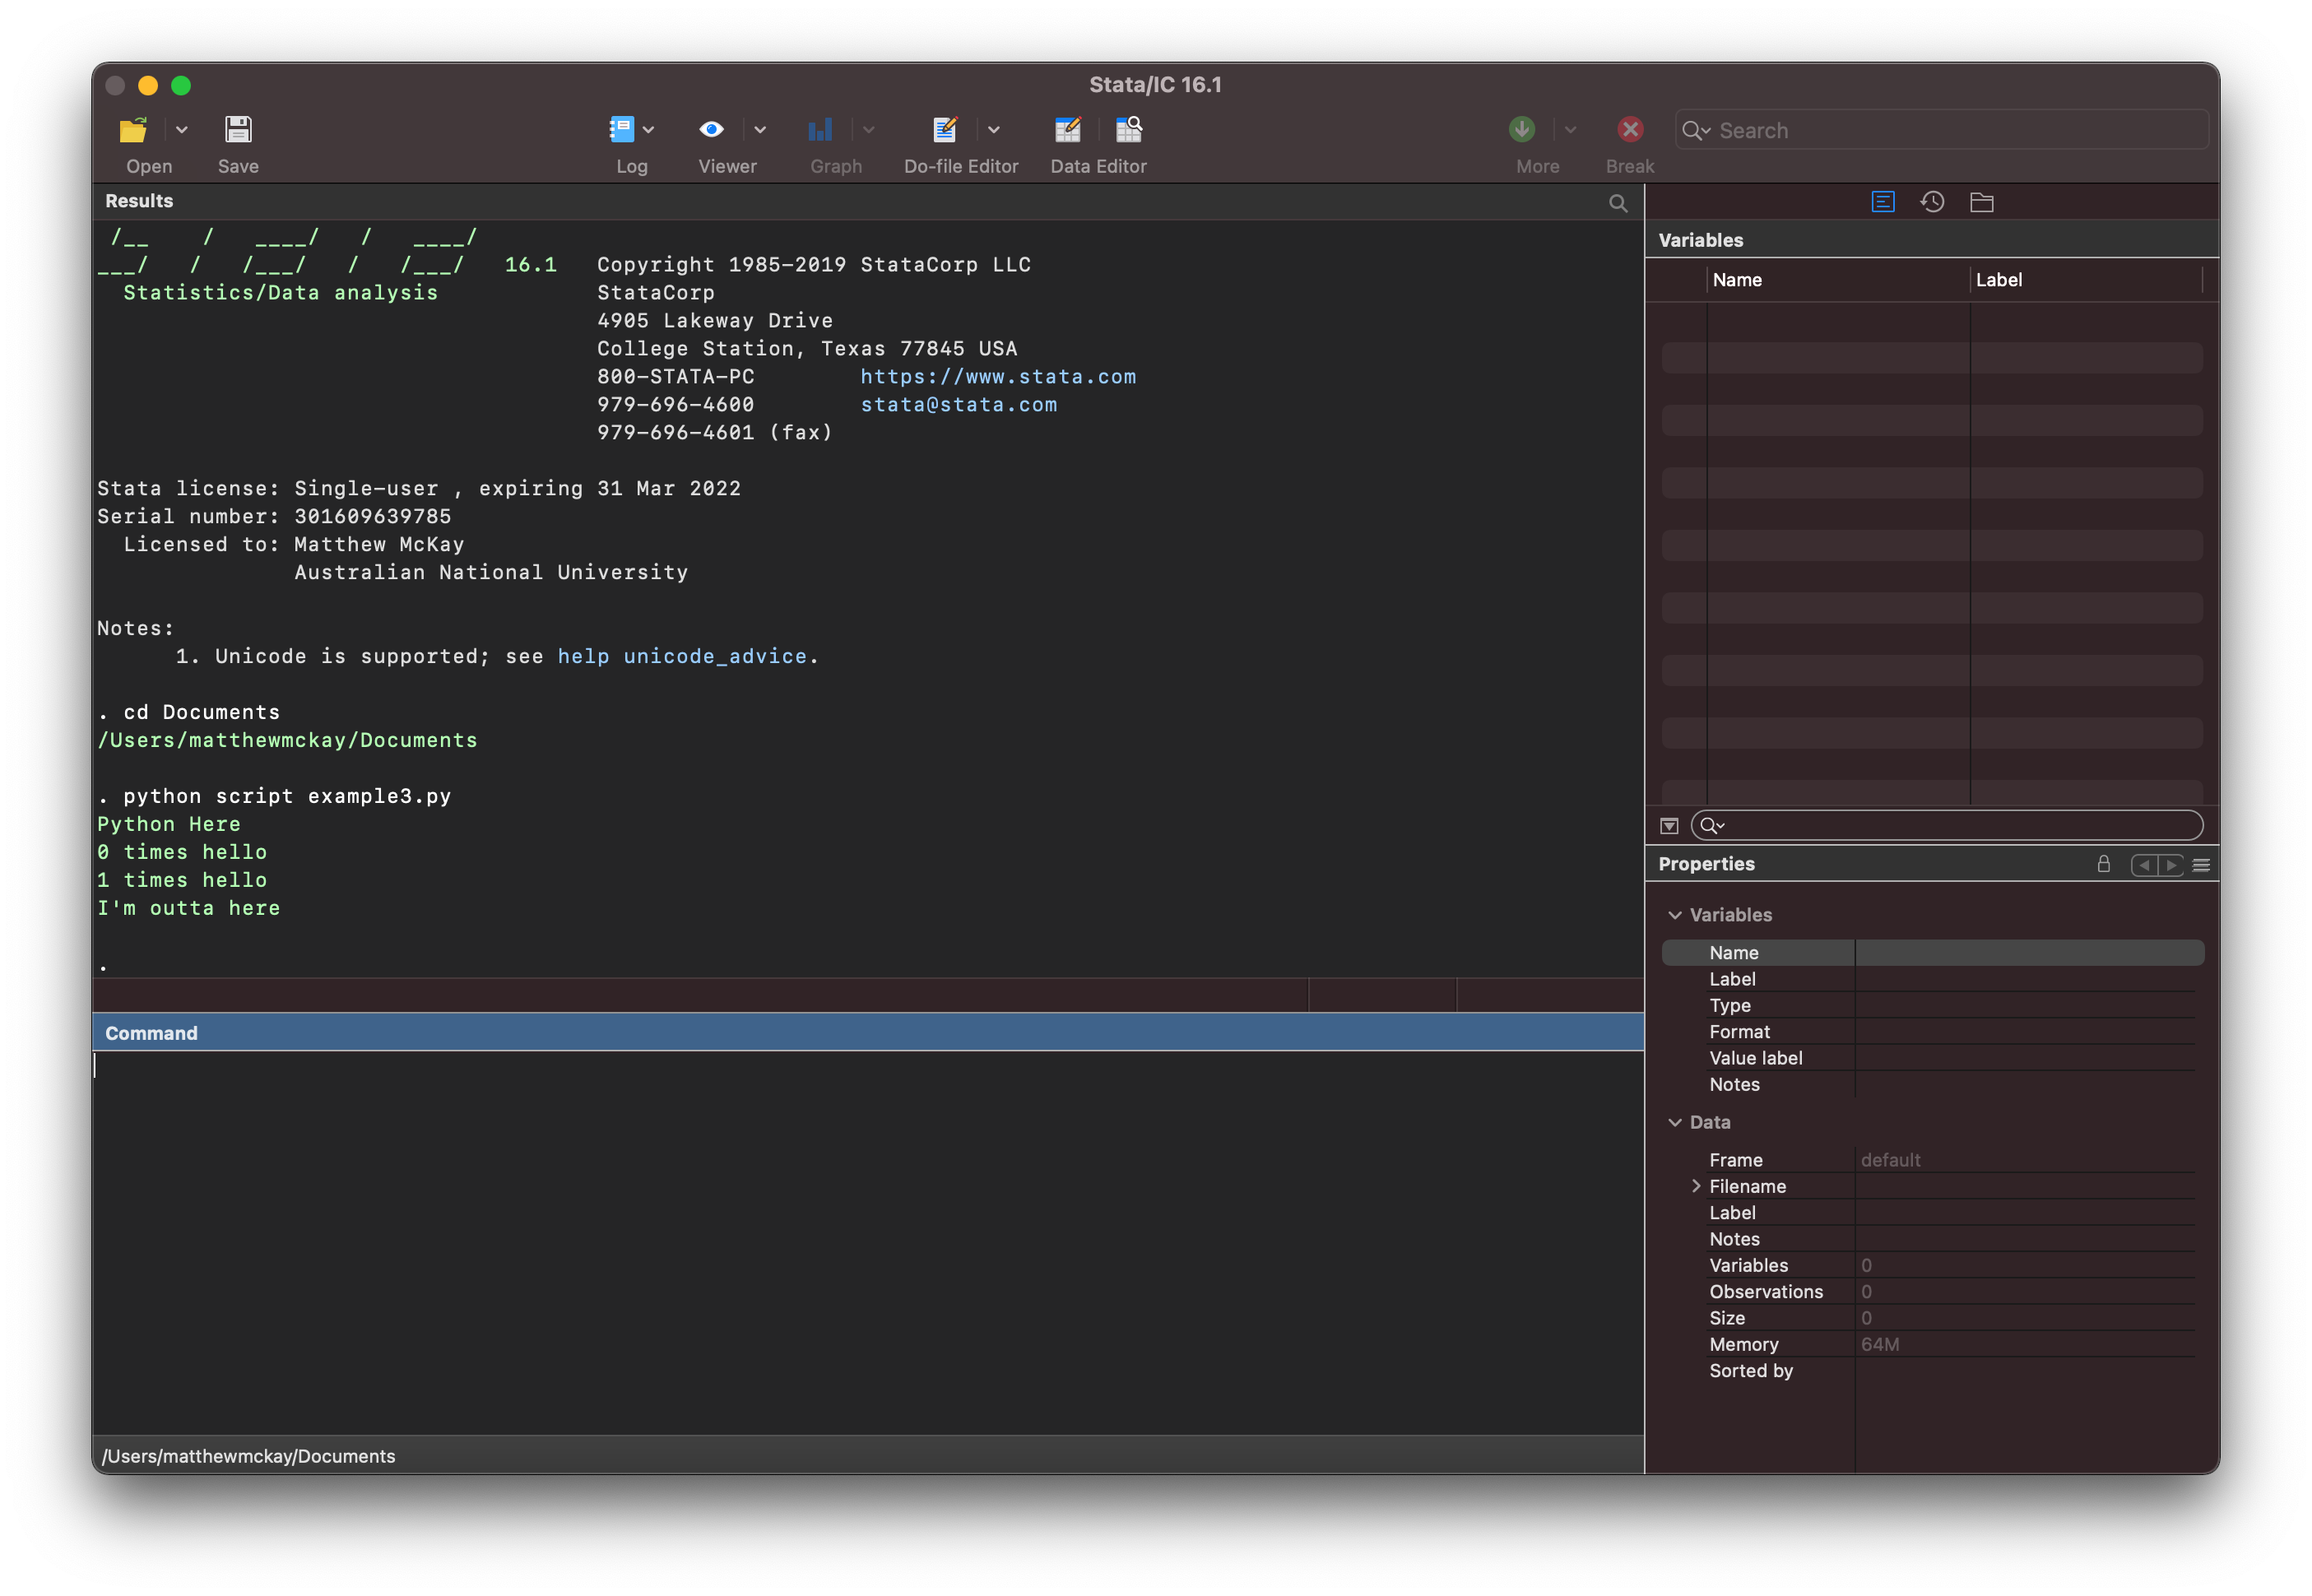 Stata/IC 16.1
Open
Save
Log
Viewer
Graph
Do-file Editor
Data Editor
More
Break
Search
Results
/__    /   ____/   /   ____/
___/   /   /___/   /   /___/   16.1   Copyright 1985-2019 StataCorp LLC
Statistics/Data analysis            StataCorp
4905 Lakeway Drive
College Station, Texas 77845 USA
800-STATA-PC        https://www.stata.com
979-696-4600        stata@stata.com
979-696-4601 (fax)
Stata license: Single-user , expiring 31 Mar 2022
Serial number: 301609639785
Licensed to: Matthew McKay
Australian National University
Notes:
1. Unicode is supported; see help unicode_advice.
. cd Documents
/Users/matthewmckay/Documents
. python script example3.py
Python Here
0 times hello
1 times hello
I'm outta here
.
Command
/Users/matthewmckay/Documents
Variables
Name
Label
Properties
Variables
Name
Label
Type
Format
Value label
Notes
Data
Frame default
Filename
Label
Notes
Variables 0
Observations 0
Size 0
Memory 64M
Sorted by